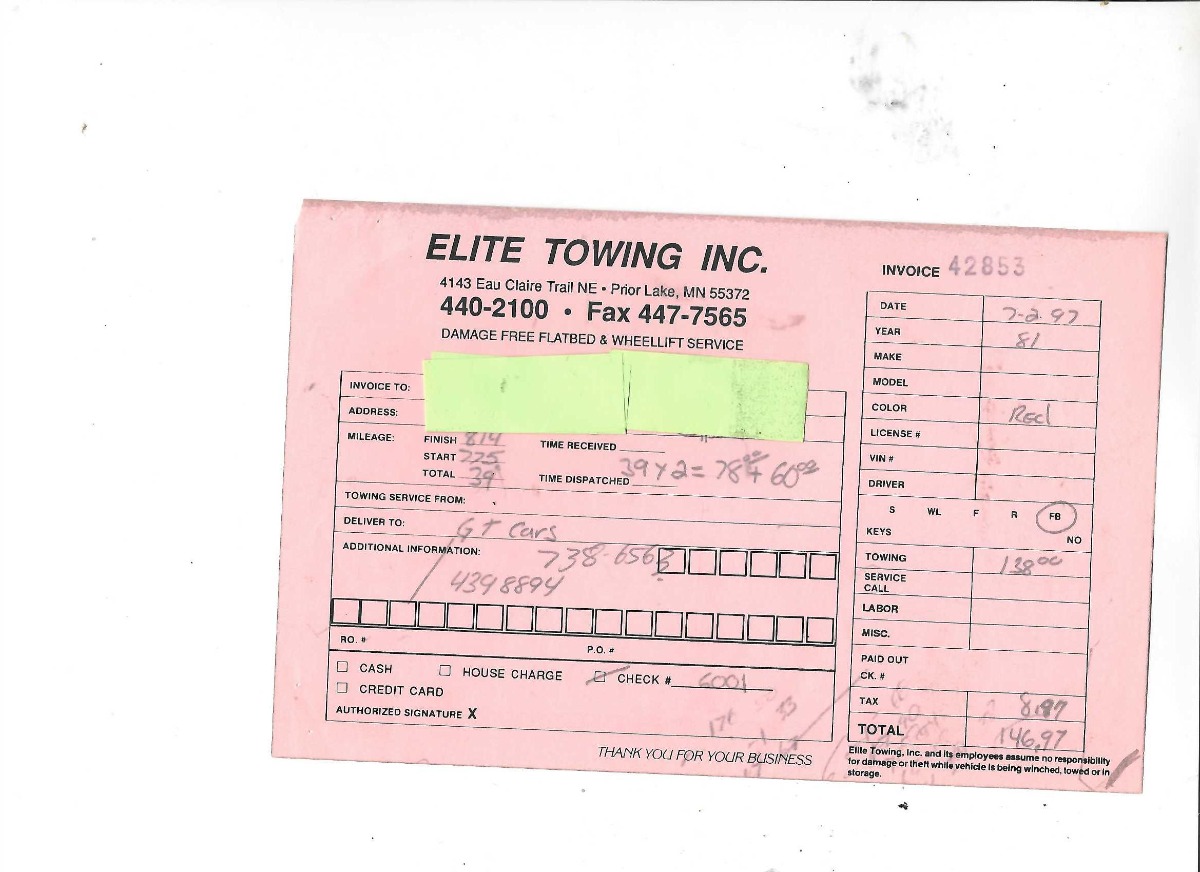 ELITE TOWING INC.
4143 Eau Claire Trail NE • Prior Lake, MN 55372
440-2100 • Fax 447-7565
DAMAGE FREE FLATBED & WHEELLIFT SERVICE
INVOICE TO:
ADDRESS:
MILEAGE: FINISH 814 TIME RECEIVED
START 775
TOTAL 39 TIME DISPATCHED 39 x 2 = 78.00 + 60.00
TOWING SERVICE FROM:
DELIVER TO: GT Cars
ADDITIONAL INFORMATION: 738-6563
439 8894
RO. # P.O. #
CASH HOUSE CHARGE CHECK # 6001
CREDIT CARD
AUTHORIZED SIGNATURE X
THANK YOU FOR YOUR BUSINESS
INVOICE 42853
DATE 7-2-97
YEAR 81
MAKE
MODEL
COLOR Red
LICENSE #
VIN #
DRIVER
S WL F R FB
KEYS NO
TOWING 138.00
SERVICE CALL
LABOR
MISC.
PAID OUT
CK. #
TAX 8.97
TOTAL 146.97
Elite Towing, Inc. and its employees assume no responsibility
for damage or theft while vehicle is being winched, towed or in
storage.